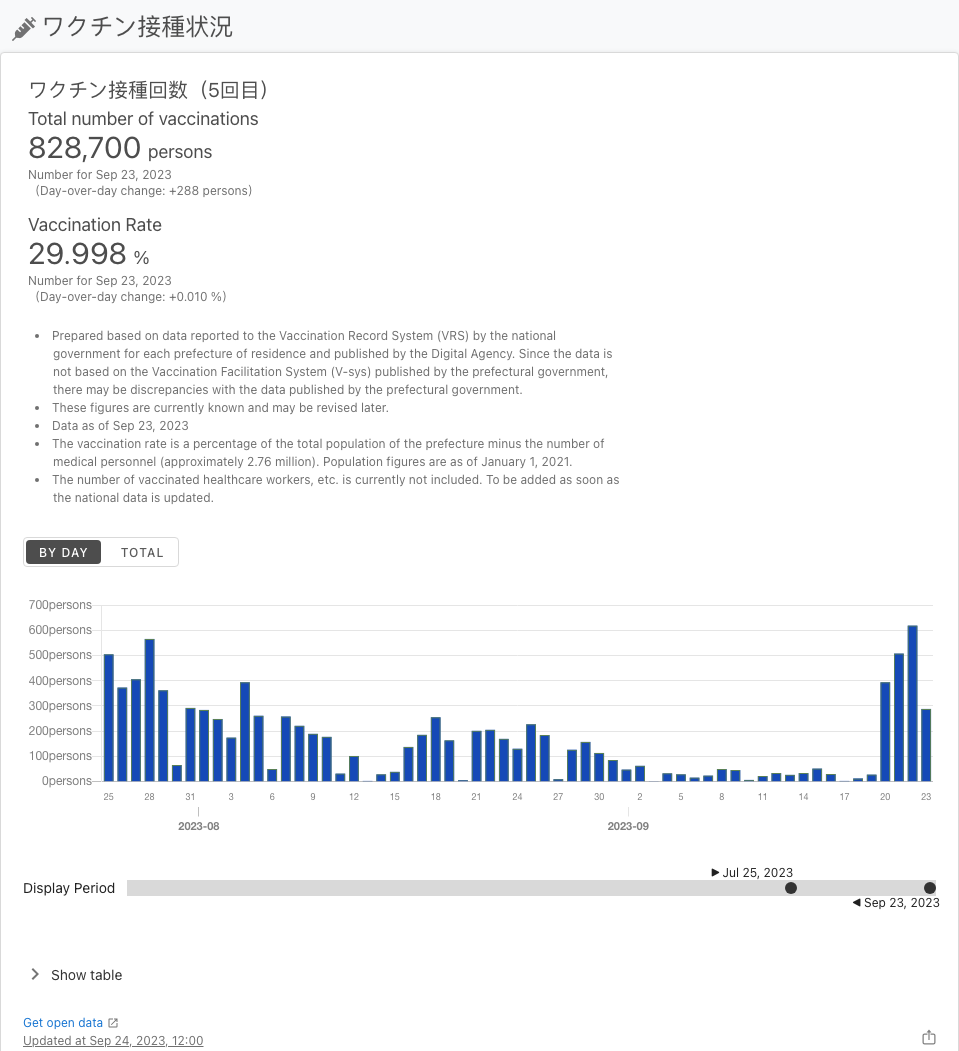 ワクチン接種状況
ワクチン接種回数（5回目）
Total number of vaccinations
828,700 persons
Number for Sep 23, 2023
（Day-over-day change: +288 persons）
Vaccination Rate
29.998 %
Number for Sep 23, 2023
（Day-over-day change: +0.010 %）
• Prepared based on data reported to the Vaccination Record System (VRS) by the national
government for each prefecture of residence and published by the Digital Agency. Since the data is
not based on the Vaccination Facilitation System (V-sys) published by the prefectural government,
there may be discrepancies with the data published by the prefectural government.
• These figures are currently known and may be revised later.
• Data as of Sep 23, 2023
• The vaccination rate is a percentage of the total population of the prefecture minus the number of
medical personnel (approximately 2.76 million). Population figures are as of January 1, 2021.
• The number of vaccinated healthcare workers, etc. is currently not included. To be added as soon as
the national data is updated.
BY DAY TOTAL
700persons
600persons
500persons
400persons
300persons
200persons
100persons
0persons
25 28 31 3 6 9 12 15 18 21 24 27 30 2 5 8 11 14 17 20 23
2023-08 2023-09
Jul 25, 2023
Display Period
Sep 23, 2023
Show table
Get open data
Updated at Sep 24, 2023, 12:00